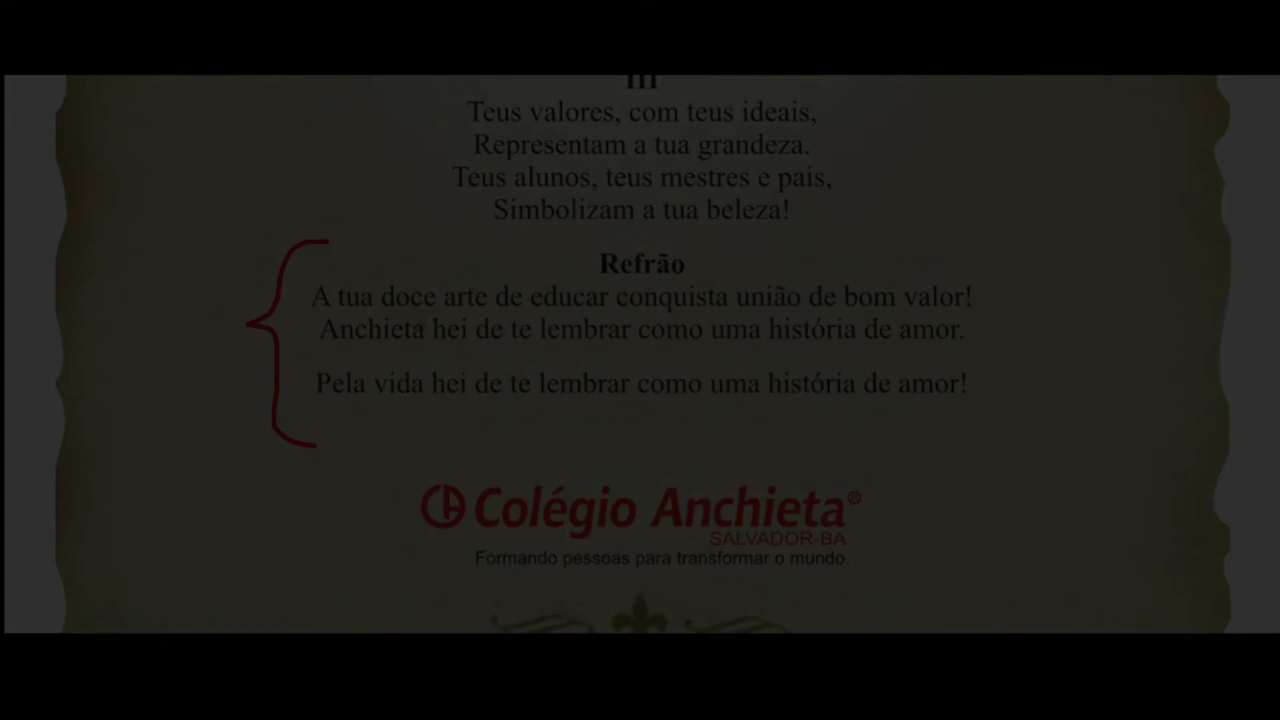 III
Teus valores, com teus ideais,
Representam a tua grandeza.
Teus alunos, teus mestres e pais,
Simbolizam a tua beleza!
Refrão
A tua doce arte de educar conquista união de bom valor!
Anchieta hei de te lembrar como uma história de amor.
Pela vida hei de te lembrar como uma história de amor!
CA Colégio Anchieta®
SALVADOR-BA
Formando pessoas para transformar o mundo.